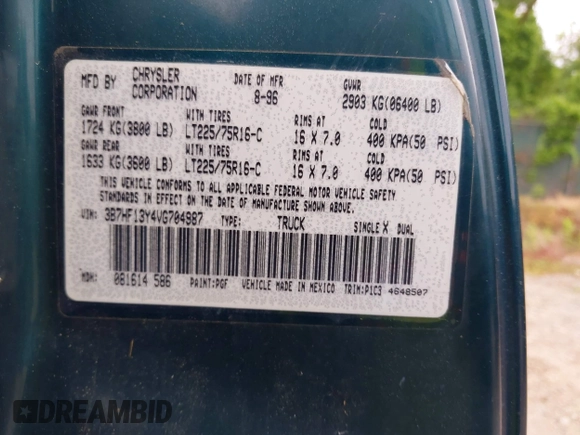 MFD BY CHRYSLER CORPORATION DATE OF MFR 8-96 GVWR 2903 KG(06400 LB)
GAWR FRONT WITH TIRES RIMS AT COLD
1724 KG(3800 LB) LT225/75R16-C 16 X 7.0 400 KPA(50 PSI)
GAWR REAR WITH TIRES RIMS AT COLD
1633 KG(3600 LB) LT225/75R16-C 16 X 7.0 400 KPA(50 PSI)
THIS VEHICLE CONFORMS TO ALL APPLICABLE FEDERAL MOTOR VEHICLE SAFETY
STANDARDS IN EFFECT ON THE DATE OF MANUFACTURE SHOWN ABOVE.
VIN: 3B7HF13Y4VG704987 TYPE: TRUCK SINGLE X DUAL
MDH: 081614 586 PAINT:PGF VEHICLE MADE IN MEXICO TRIM:P1C3 4648507
DREAMBID